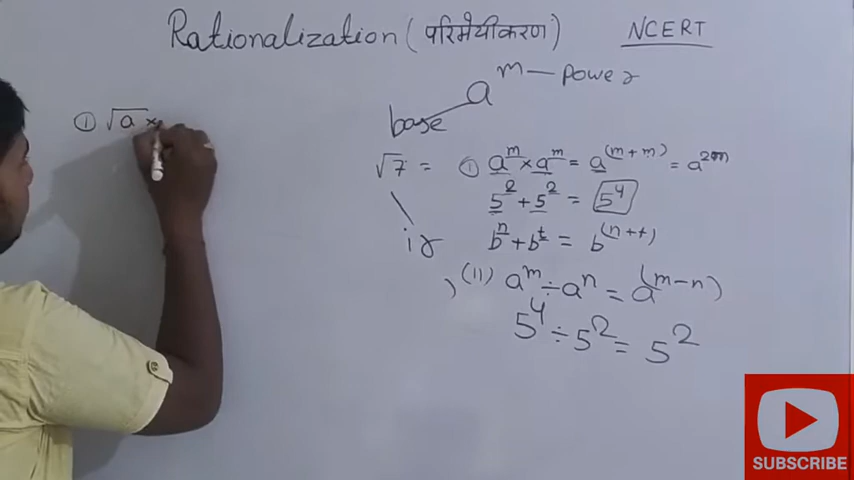 Rationalization (परिमेयीकरण) NCERT
a^m — power
base
① √a ×
√7 = ① a^m × a^m = a^(m+m) = a^2m
5^2 + 5^2 = 5^4
b^n + b^t = b^(n+t)
(II) a^m ÷ a^n = a^(m-n)
5^4 ÷ 5^2 = 5^2
SUBSCRIBE